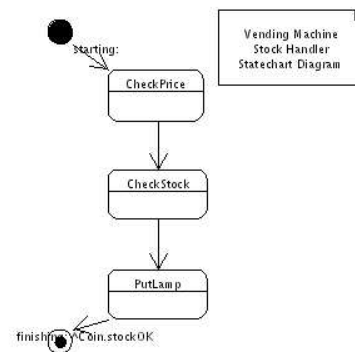 starting:
Vending Machine
Stock Handler
Statechart Diagram
CheckPrice
CheckStock
PutLamp
finishing:^Coin.stockOK